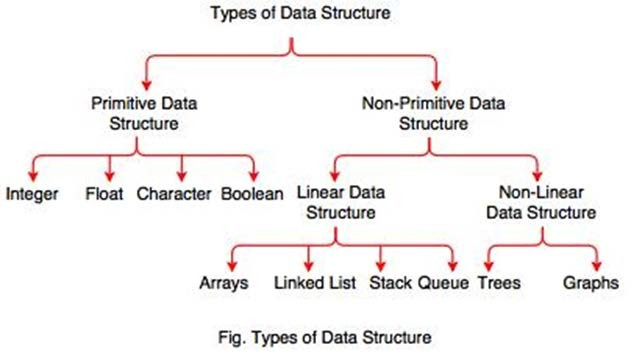 Types of Data Structure
Primitive Data
Structure
Non-Primitive Data
Structure
Integer
Float
Character
Boolean
Linear Data
Structure
Non-Linear
Data Structure
Arrays
Linked List
Stack
Queue
Trees
Graphs
Fig. Types of Data Structure